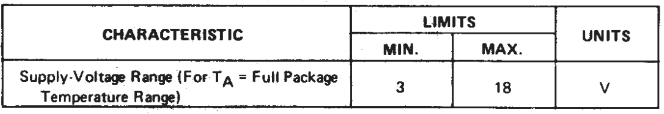 CHARACTERISTIC LIMITS UNITS
MIN. MAX.
Supply-Voltage Range (For TA = Full Package 3 18 V
Temperature Range)